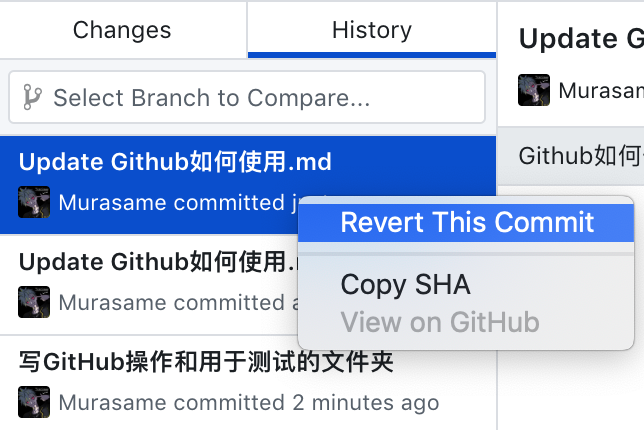 Changes
History
Select Branch to Compare...
Update Github如何使用.md
Murasame committed
Update Github如何使用.
Murasame committed
写GitHub操作和用于测试的文件夹
Murasame committed 2 minutes ago
Revert This Commit
Copy SHA
View on GitHub
Update G
Murasam
Github如何